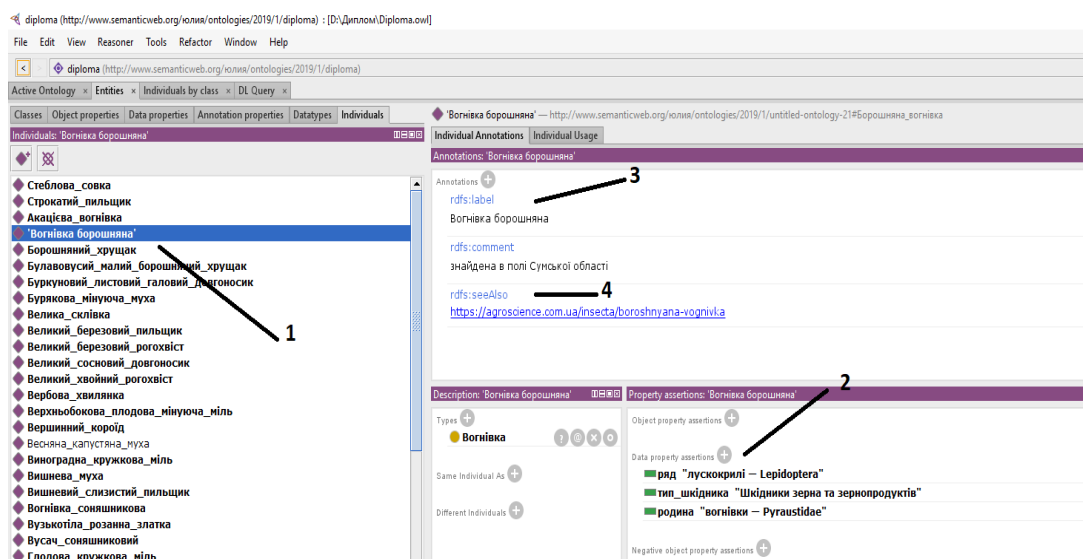 diploma (http://www.semanticweb.org/юлия/ontologies/2019/1/diploma) : [D:\Диплом\Diploma.owl]
File Edit View Reasoner Tools Refactor Window Help
< > diploma (http://www.semanticweb.org/юлия/ontologies/2019/1/diploma)
Active Ontology × Entities × Individuals by class × DL Query ×
Classes Object properties Data properties Annotation properties Datatypes Individuals
Individuals: 'Вогнівка борошняна'
Стеблова_совка
Строкатий_пильщик
Акацієва_вогнівка
'Вогнівка борошняна'
Борошняний_хрущак
Булавовусий_малий_борошняний_хрущак
Буркуновий_листовий_галовий_довгоносик
Бурякова_мінуюча_муха
Велика_склівка
Великий_березовий_пильщик
Великий_березовий_рогохвіст
Великий_сосновий_довгоносик
Великий_хвойний_рогохвіст
Вербова_хвилянка
Верхньобокова_плодова_мінуюча_міль
Вершинний_короїд
Весняна_капустяна_муха
Виноградна_кружкова_міль
Вишнева_муха
Вишневий_слизистий_пильщик
Вогнівка_соняшникова
Вузькотіла_розанна_златка
Вусач_соняшниковий
Глодова_кружкова_міль
1
'Вогнівка борошняна' — http://www.semanticweb.org/юлия/ontologies/2019/1/untitled-ontology-21#Борошняна_вогнівка
Individual Annotations Individual Usage
Annotations: 'Вогнівка борошняна'
Annotations
3
rdfs:label
Вогнівка борошняна
rdfs:comment
знайдена в полі Сумської області
rdfs:seeAlso
4
https://agroscience.com.ua/insecta/boroshnyana-vognivka
Description: 'Вогнівка борошняна'
Types
Вогнівка
? @ × o
Same Individual As
Different Individuals
Property assertions: 'Вогнівка борошняна'
2
Object property assertions
Data property assertions
ряд "лускокрилі — Lepidoptera"
тип_шкідника "Шкідники зерна та зернопродуктів"
родина "вогнівки — Pyraustidae"
Negative object property assertions